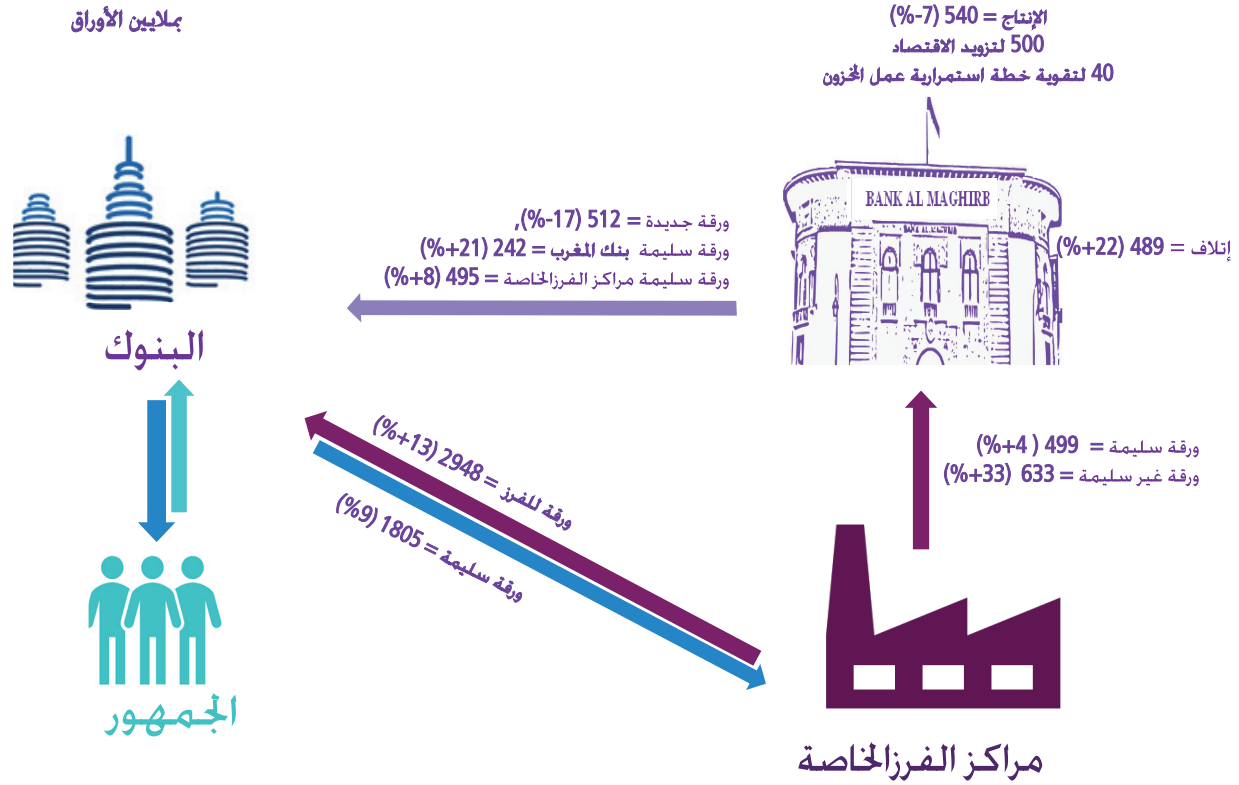 بملايين الأوراق
الإنتاج = 540 (7-%)
500 لتزويد الاقتصاد
40 لتقوية خطة استمرارية عمل المخزون
BANK AL MAGHIRB
BANK AL-MAGHRIB
إتلاف = 489 (22+%)
ورقة جديدة = 512 (17-%),
ورقة سليمة بنك المغرب = 242 (21+%)
ورقة سليمة مراكز الفرزالخاصة = 495 (8+%)
البنوك
ورقة للفرز = 2948 (13+%)
ورقة سليمة = 1805 (9%)
ورقة سليمة = 499 ( 4+%)
ورقة غير سليمة = 633 (33+%)
الجمهور
مراكز الفرزالخاصة